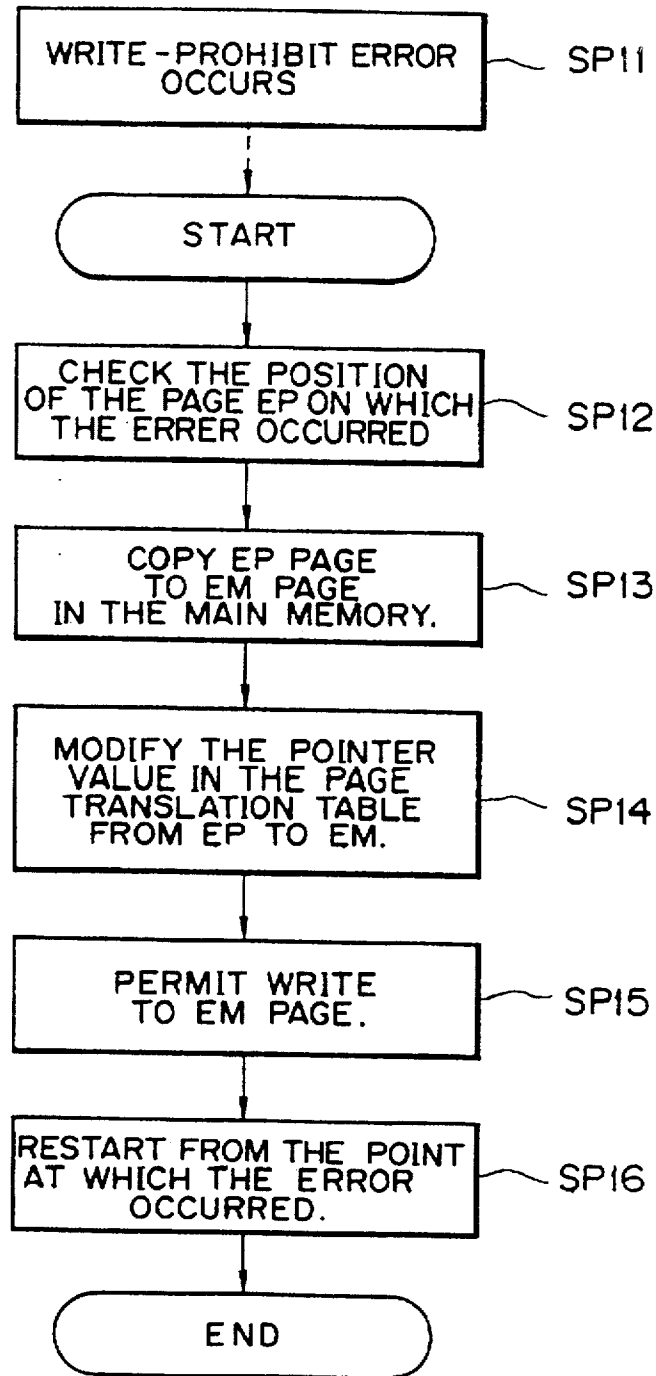 WRITE-PROHIBIT ERROR
OCCURS
SP11
START
CHECK THE POSITION
OF THE PAGE EP ON WHICH
THE ERRER OCCURRED
SP12
COPY EP PAGE
TO EM PAGE
IN THE MAIN MEMORY.
SP13
MODIFY THE POINTER
VALUE IN THE PAGE
TRANSLATION TABLE
FROM EP TO EM.
SP14
PERMIT WRITE
TO EM PAGE.
SP15
RESTART FROM THE POINT
AT WHICH THE ERROR
OCCURRED.
SP16
END